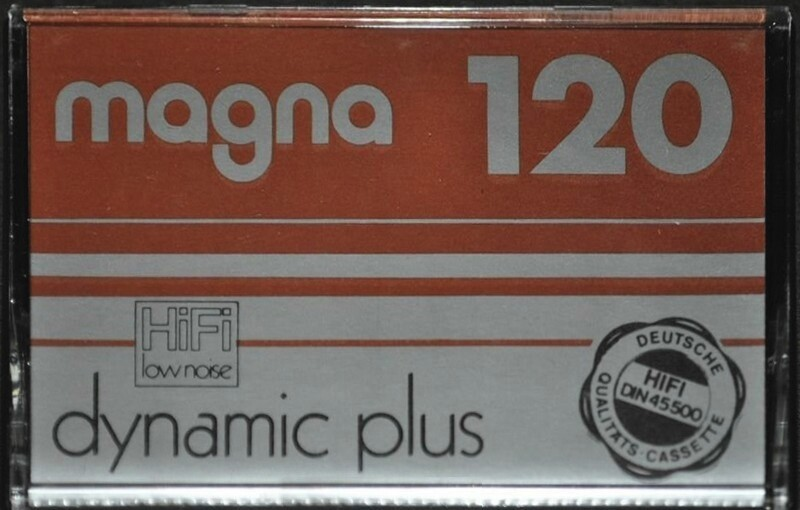 magna 120
HiFi
low noise
dynamic plus
DEUTSCHE
HIFI
DIN 45500
QUALITÄTS-CASSETTE